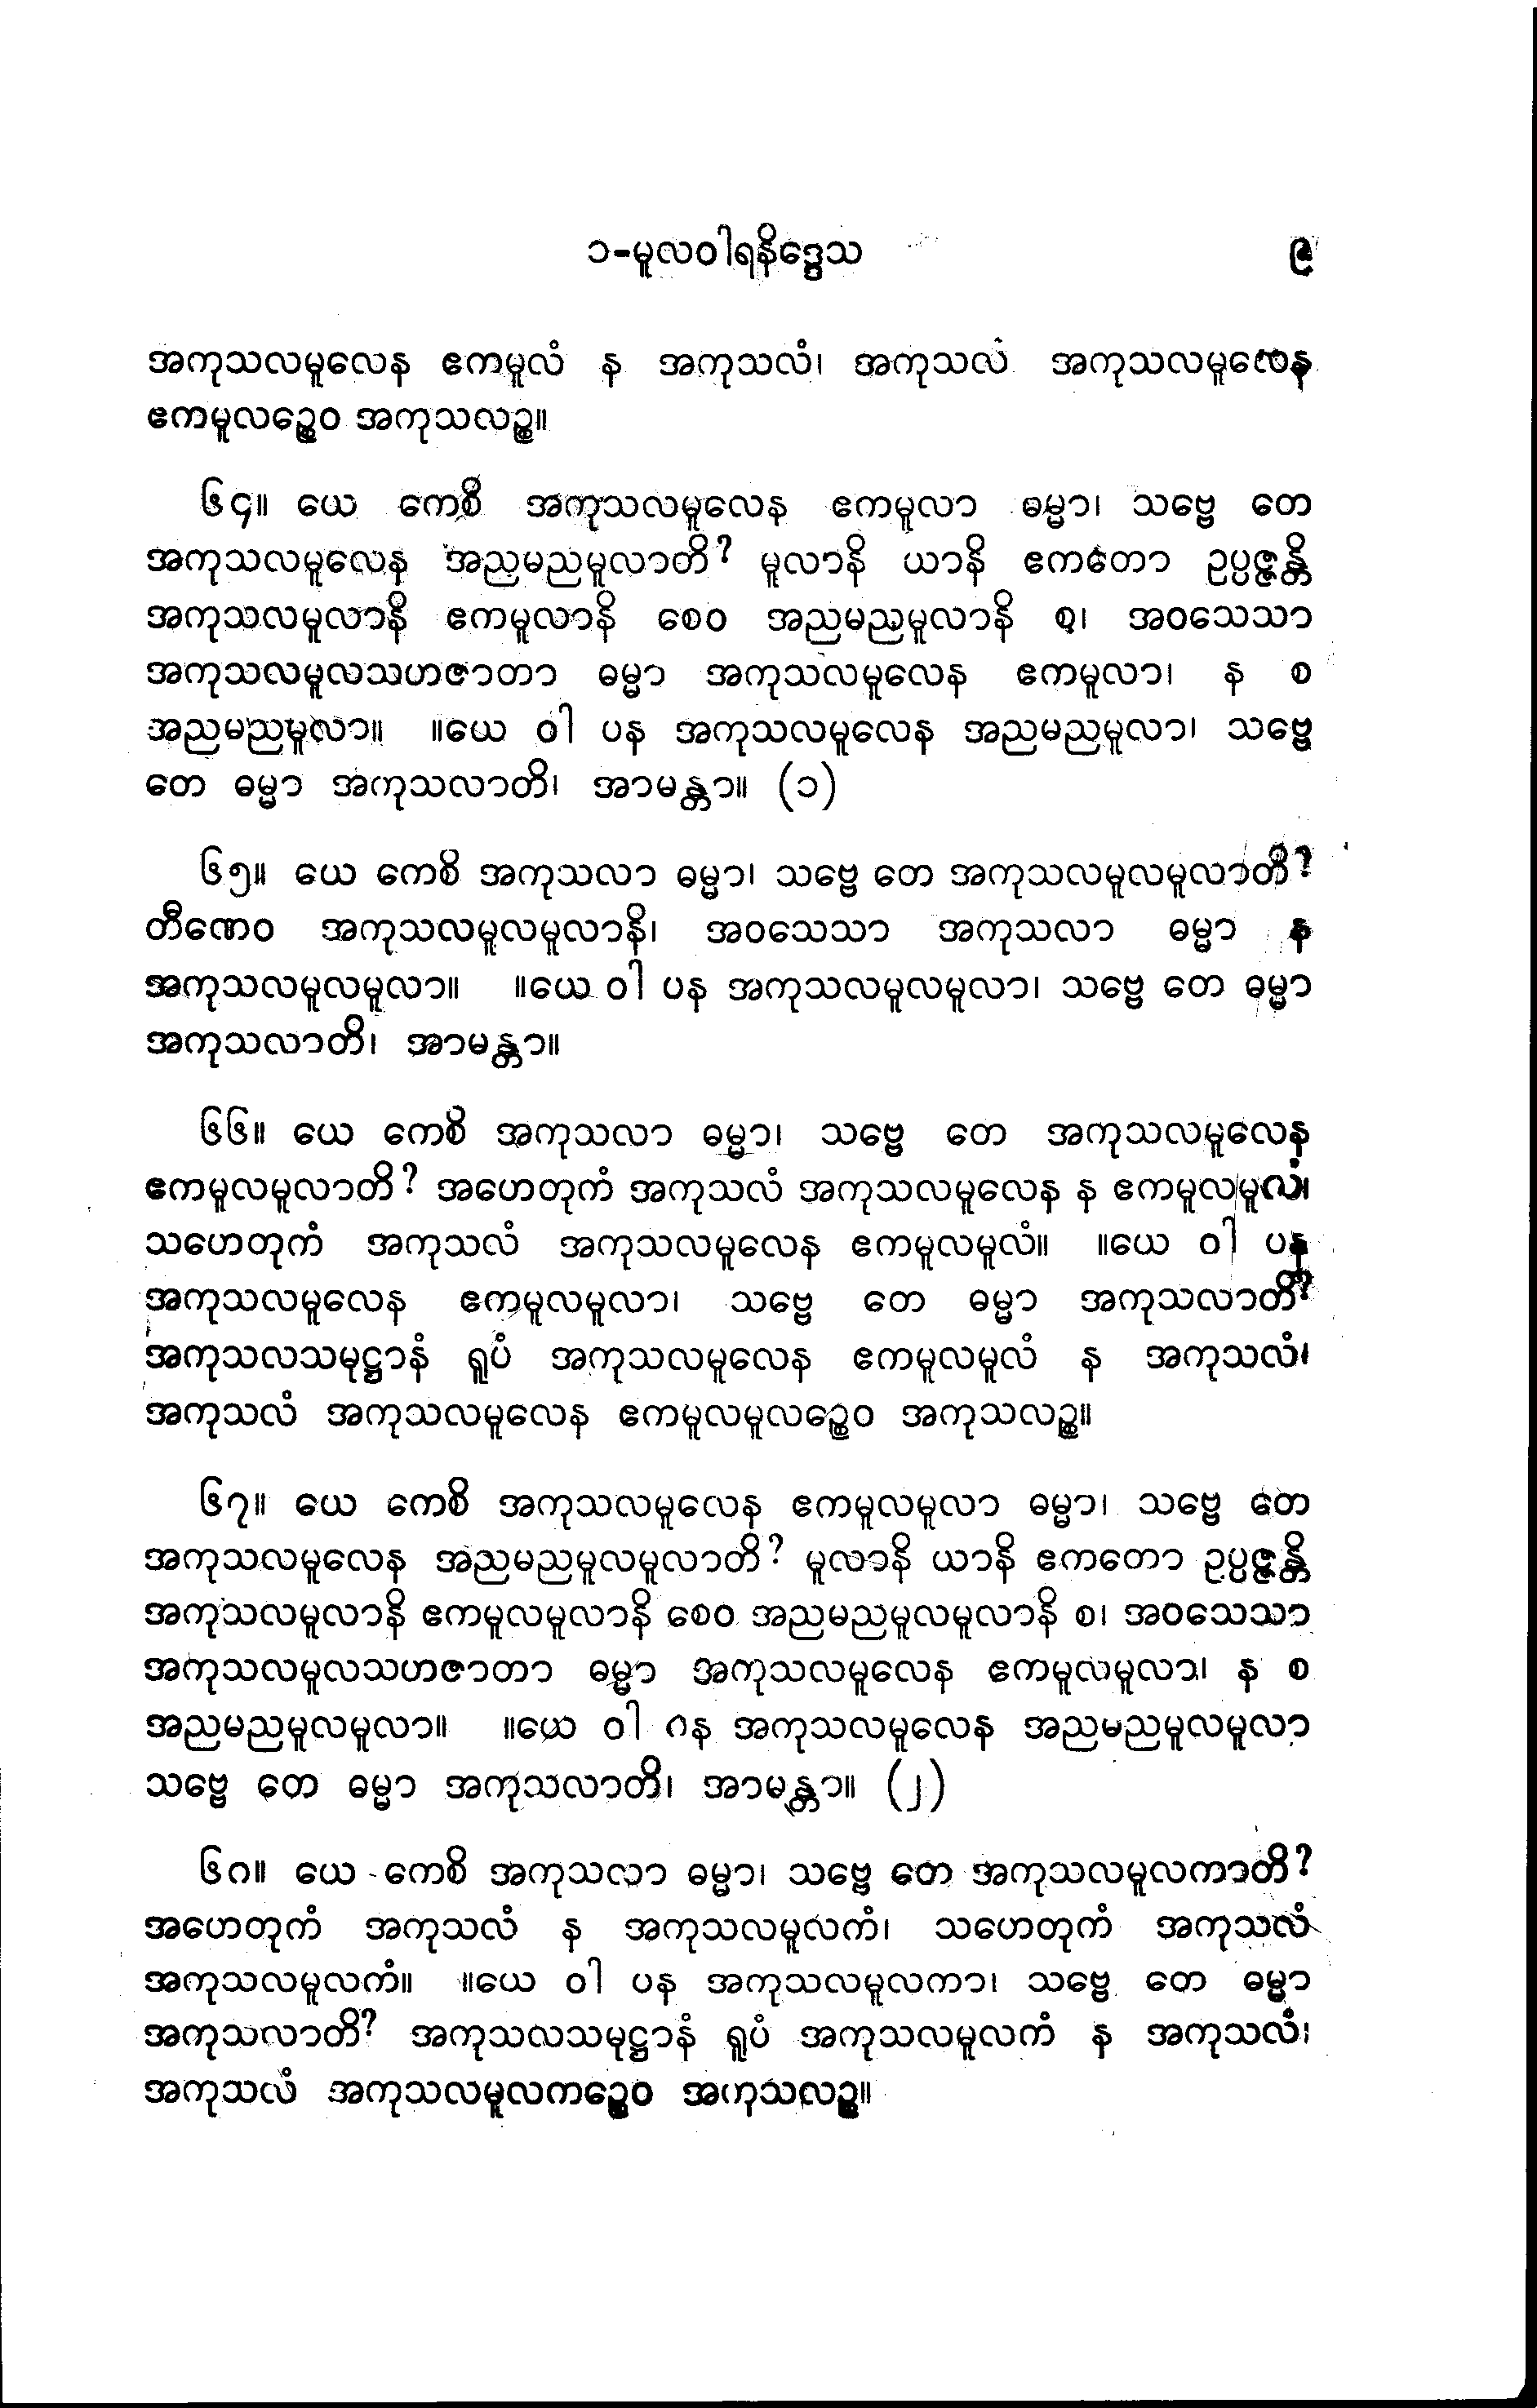 ၁-မူလဝါရနိဒ္ဒေသ ၉
အကုသလမူလေန ဧကမူလံ န အကုသလံ၊ အကုသလံ အကုသလမူလေန
ဧကမူလဉ္စေဝ အကုသလဉ္စ။
၆၄။ ယေ ကေစိ အကုသလမူလေန ဧကမူလာ ဓမ္မာ၊ သဗ္ဗေ တေ
အကုသလမူလေန အညမညမူလာတိ? မူလာနိ ယာနိ ဧကတော ဥပ္ပဇ္ဇန္တိ
အကုသလမူလာနိ ဧကမူလာနိ စေဝ အညမညမူလာနိ စ၊ အဝသေသာ
အကုသလမူလသဟဇာတာ ဓမ္မာ အကုသလမူလေန ဧကမူလာ၊ န စ
အညမညမူလာ။ ။ယေ ဝါ ပန အကုသလမူလေန အညမညမူလာ၊ သဗ္ဗေ
တေ ဓမ္မာ အကုသလာတိ၊ အာမန္တာ။ (၁)
၆၅။ ယေ ကေစိ အကုသလာ ဓမ္မာ၊ သဗ္ဗေ တေ အကုသလမူလမူလာတိ?
တီဏေဝ အကုသလမူလမူလာနိ၊ အဝသေသာ အကုသလာ ဓမ္မာ န
အကုသလမူလမူလာ။ ။ယေ ဝါ ပန အကုသလမူလမူလာ၊ သဗ္ဗေ တေ ဓမ္မာ
အကုသလာတိ၊ အာမန္တာ။
၆၆။ ယေ ကေစိ အကုသလာ ဓမ္မာ၊ သဗ္ဗေ တေ အကုသလမူလေန
ဧကမူလမူလာတိ? အဟေတုကံ အကုသလံ အကုသလမူလေန န ဧကမူလမူလံ၊
သဟေတုကံ အကုသလံ အကုသလမူလေန ဧကမူလမူလံ။ ။ယေ ဝါ ပန
အကုသလမူလေန ဧကမူလမူလာ၊ သဗ္ဗေ တေ ဓမ္မာ အကုသလာတိ?
အကုသလသမုဋ္ဌာနံ ရူပံ အကုသလမူလေန ဧကမူလမူလံ န အကုသလံ၊
အကုသလံ အကုသလမူလေန ဧကမူလမူလဉ္စေဝ အကုသလဉ္စ။
၆၇။ ယေ ကေစိ အကုသလမူလေန ဧကမူလမူလာ ဓမ္မာ၊ သဗ္ဗေ တေ
အကုသလမူလေန အညမညမူလမူလာတိ? မူလာနိ ယာနိ ဧကတော ဥပ္ပဇ္ဇန္တိ
အကုသလမူလာနိ ဧကမူလမူလာနိ စေဝ အညမညမူလမူလာနိ စ၊ အဝသေသာ
အကုသလမူလသဟဇာတာ ဓမ္မာ အကုသလမူလေန ဧကမူလမူလာ၊ န စ
အညမညမူလမူလာ။ ။ယေ ဝါ ပန အကုသလမူလေန အညမညမူလမူလာ
သဗ္ဗေ တေ ဓမ္မာ အကုသလာတိ၊ အာမန္တာ။ (၂)
၆၈။ ယေ ကေစိ အကုသလာ ဓမ္မာ၊ သဗ္ဗေ တေ အကုသလမူလကာတိ?
အဟေတုကံ အကုသလံ န အကုသလမူလကံ၊ သဟေတုကံ အကုသလံ
အကုသလမူလကံ။ ။ယေ ဝါ ပန အကုသလမူလကာ၊ သဗ္ဗေ တေ ဓမ္မာ
အကုသလာတိ? အကုသလသမုဋ္ဌာနံ ရူပံ အကုသလမူလကံ န အကုသလံ၊
အကုသလံ အကုသလမူလကဉ္စေဝ အကုသလဉ္စ။